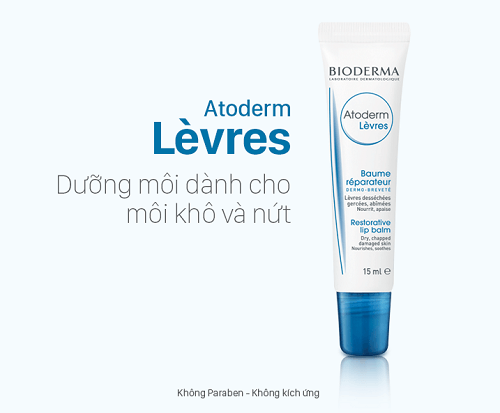 Atoderm
Lèvres
Dưỡng môi dành cho
môi khô và nứt
BIODERMA
LABORATOIRE DERMATOLOGIQUE
Atoderm
Lèvres
Baume
réparateur
DERMO-BREVETÉ
Lèvres desséchées
gercées, abîmées
Nourrit, apaise
Restorative
lip balm
Dry, chapped
damaged skin
Nourishes, soothes
15 ml ℮
Không Paraben - Không kích ứng